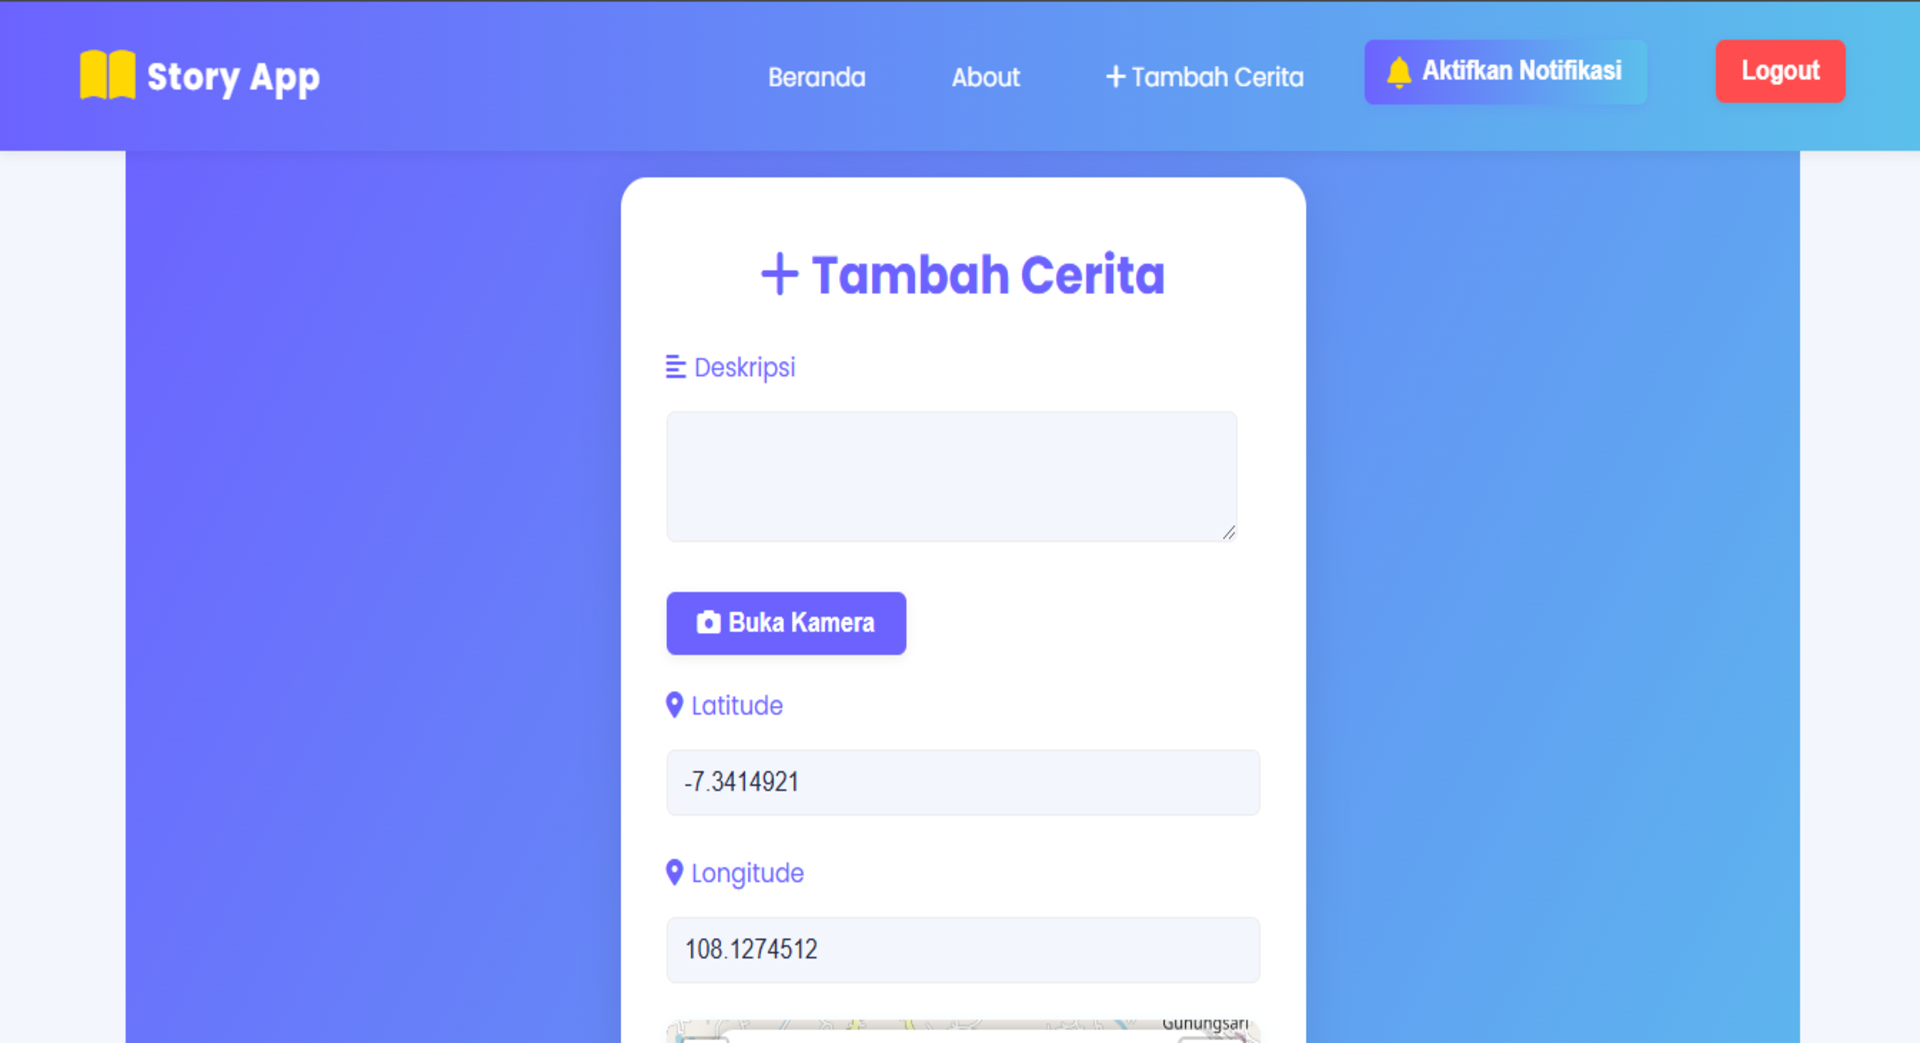 Story App
Beranda
About
+ Tambah Cerita
Aktifkan Notifikasi
Logout
+ Tambah Cerita
Deskripsi
Buka Kamera
Latitude
-7.3414921
Longitude
108.1274512
Gunungsari